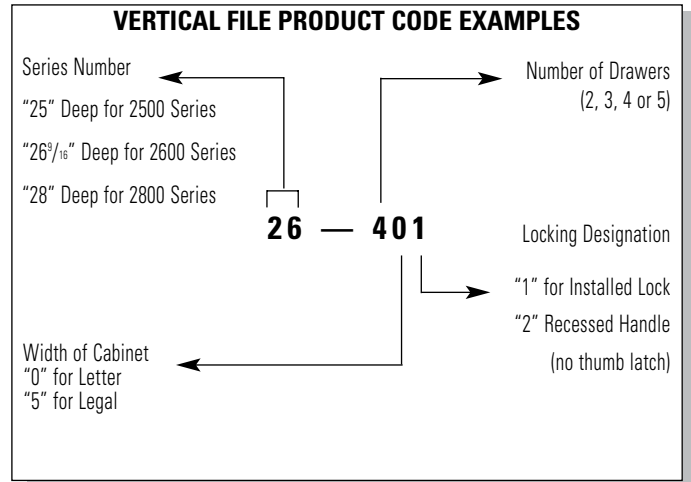 VERTICAL FILE PRODUCT CODE EXAMPLES
Series Number
“25” Deep for 2500 Series
“26⁹/₁₆” Deep for 2600 Series
“28” Deep for 2800 Series
Number of Drawers
(2, 3, 4 or 5)
26 — 401
Locking Designation
“1” for Installed Lock
“2” Recessed Handle
(no thumb latch)
Width of Cabinet
“0” for Letter
“5” for Legal